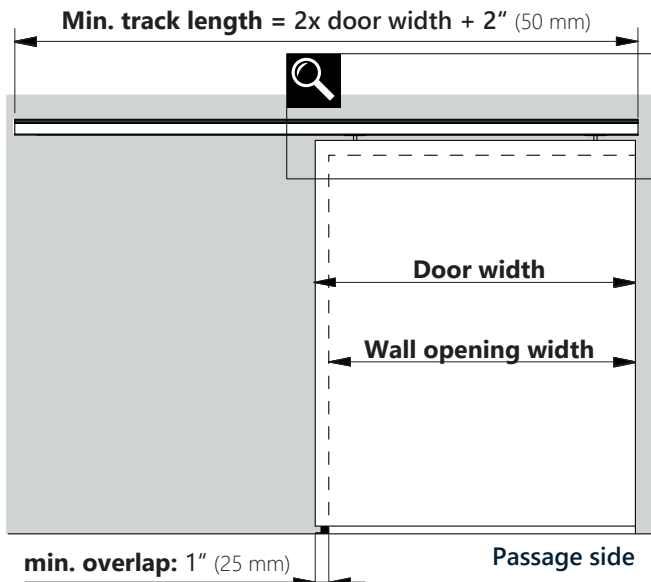 Min. track length = 2x door width + 2“ (50 mm)
Door width
Wall opening width
min. overlap: 1“ (25 mm)
Passage side